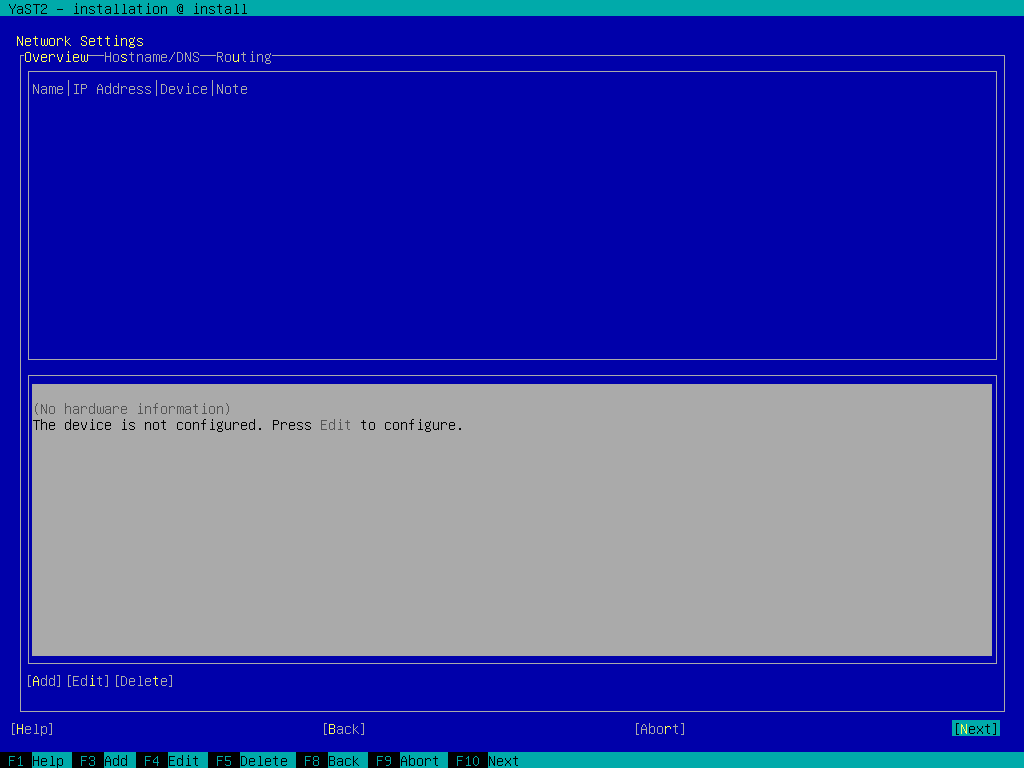 YaST2 - installation @ install
Network Settings
Overview Hostname/DNS Routing
Name|IP Address|Device|Note
(No hardware information)
The device is not configured. Press Edit to configure.
[Add][Edit][Delete]
[Help] [Back] [Abort] [Next]
F1 Help F3 Add F4 Edit F5 Delete F8 Back F9 Abort F10 Next